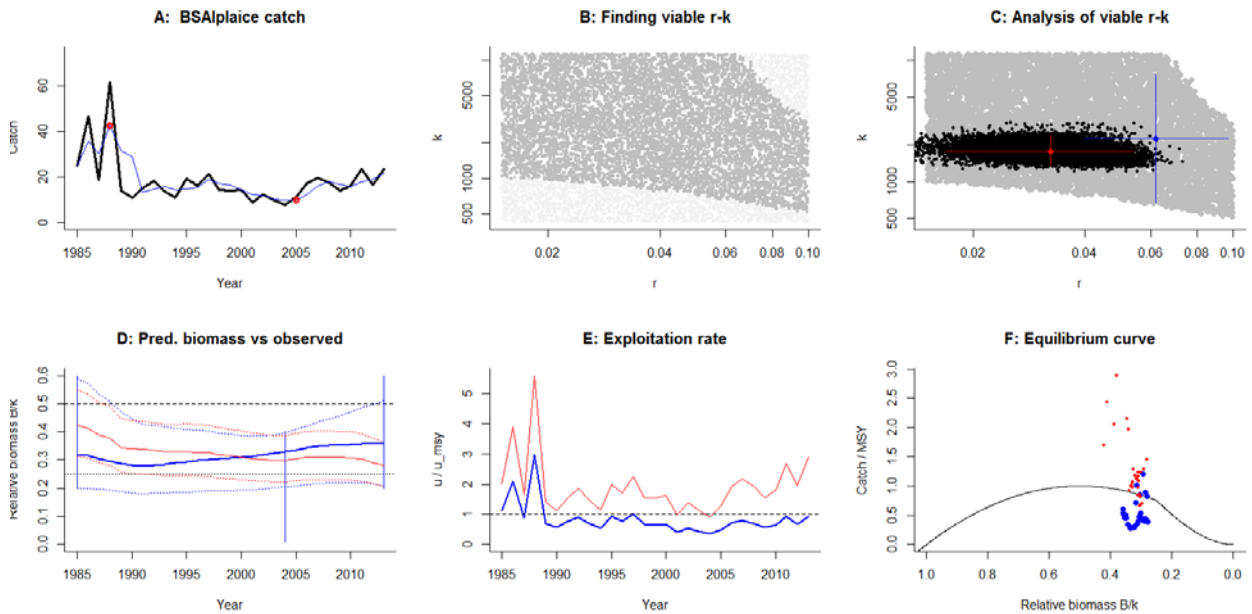 A: BSAIplaice catch
B: Finding viable r-k
C: Analysis of viable r-k
Catch
60
40
20
0
1985 1990 1995 2000 2005 2010
Year
k
5000
1000
500
0.02 0.04 0.06 0.08 0.10
r
k
5000
1000
500
0.02 0.04 0.06 0.08 0.10
r
D: Pred. biomass vs observed
E: Exploitation rate
F: Equilibrium curve
Relative biomass B/k
0.6
0.5
0.4
0.3
0.2
0.1
0.0
1985 1990 1995 2000 2005 2010
Year
u / u_msy
5
4
3
2
1
0
1985 1990 1995 2000 2005 2010
Year
Catch / MSY
3.0
2.5
2.0
1.5
1.0
0.5
0.0
1.0 0.8 0.6 0.4 0.2 0.0
Relative biomass B/k